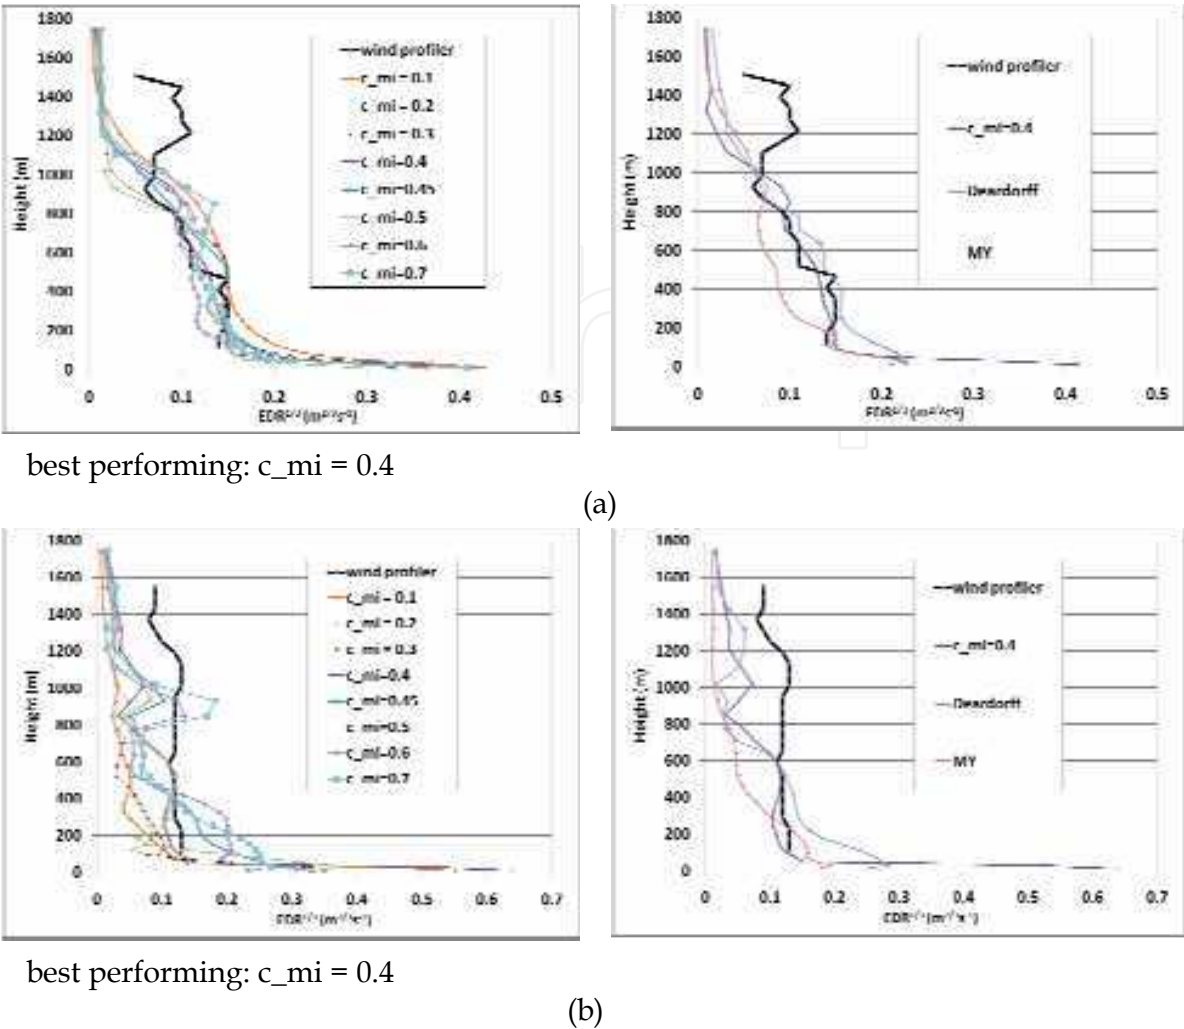 1800
1600
1400
1200
1000
800
600
400
200
0
Height [m]
0 0.1 0.2 0.3 0.4 0.5
wind profiler
c_mi = 0.1
c_mi = 0.2
c_mi = 0.3
c_mi=0.4
c_mi=0.45
c_mi=0.5
c_mi=0.6
c_mi=0.7
1800
1600
1400
1200
1000
800
600
400
200
0
Height (m)
0 0.1 0.2 0.3 0.4 0.5
wind profiler
c_mi=0.4
Deardorff
MY
best performing: c_mi = 0.4
(a)
1800
1600
1400
1200
1000
800
600
400
200
0
Height [m]
0 0.1 0.2 0.3 0.4 0.5 0.6 0.7
wind profiler
c_mi = 0.1
c_mi = 0.2
c_mi = 0.3
c_mi=0.4
c_mi=0.45
c_mi=0.5
c_mi=0.6
c_mi=0.7
1800
1600
1400
1200
1000
800
600
400
200
0
Height (m)
0 0.1 0.2 0.3 0.4 0.5 0.6 0.7
wind profiler
c_mi=0.4
Deardorff
MY
best performing: c_mi = 0.4
(b)